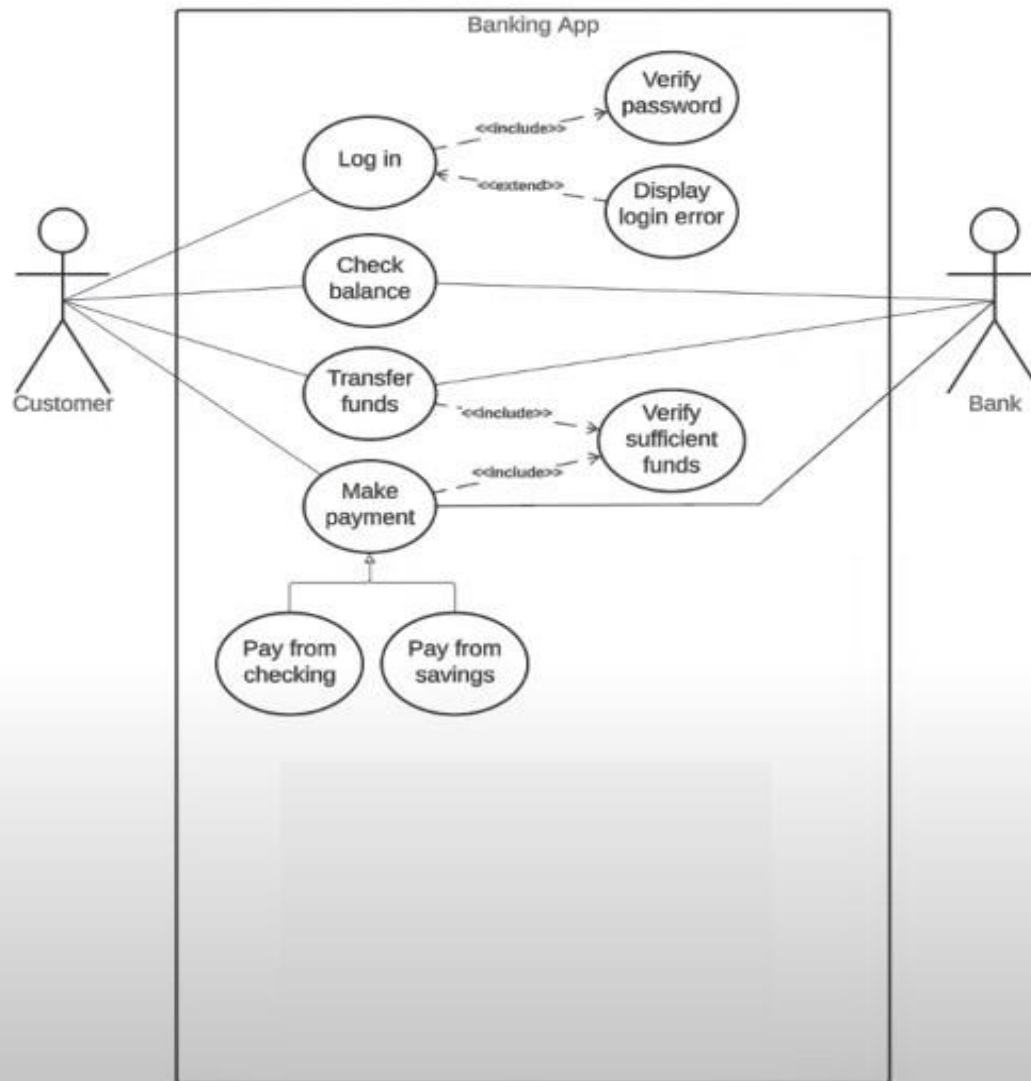 Banking App
Verify
password
<<include>>
Log in
<<extend>>
Display
login error
Check
balance
Customer
Bank
Transfer
funds
<<include>>
Verify
sufficient
funds
<<include>>
Make
payment
Pay from
checking
Pay from
savings